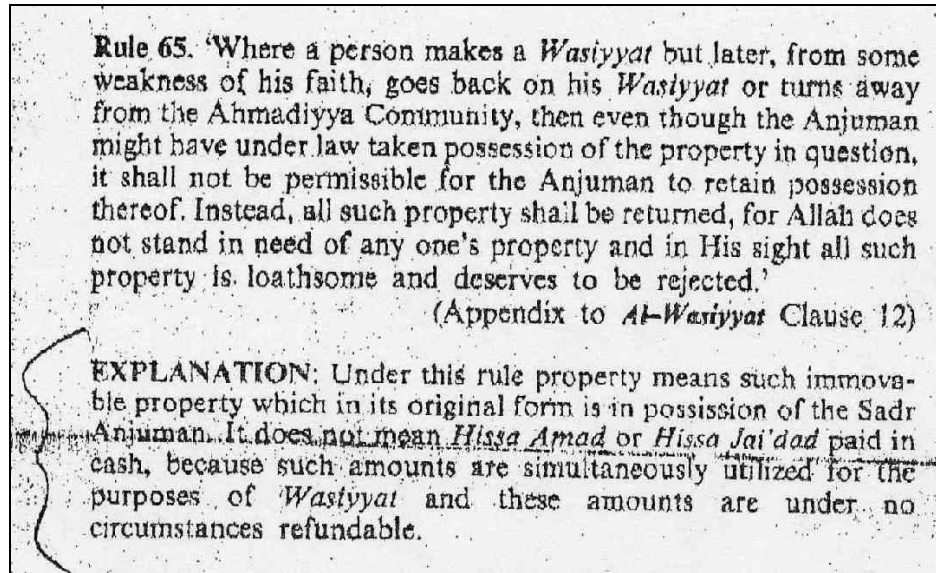 Rule 65. 'Where a person makes a Wasiyyat but later, from some
weakness of his faith, goes back on his Wasiyyat or turns away
from the Ahmadiyya Community, then even though the Anjuman
might have under law taken possession of the property in question,
it shall not be permissible for the Anjuman to retain possession
thereof. Instead, all such property shall be returned, for Allah does
not stand in need of any one's property and in His sight all such
property is loathsome and deserves to be rejected.'
(Appendix to Al-Wasiyyat Clause 12)
EXPLANATION: Under this rule property means such immova-
ble property which in its original form is in possission of the Sadr
Anjuman. It does not mean Hissa Amad or Hissa Jai'dad paid in
cash, because such amounts are simultaneously utilized for the
purposes of Wasiyyat and these amounts are under no
circumstances refundable.